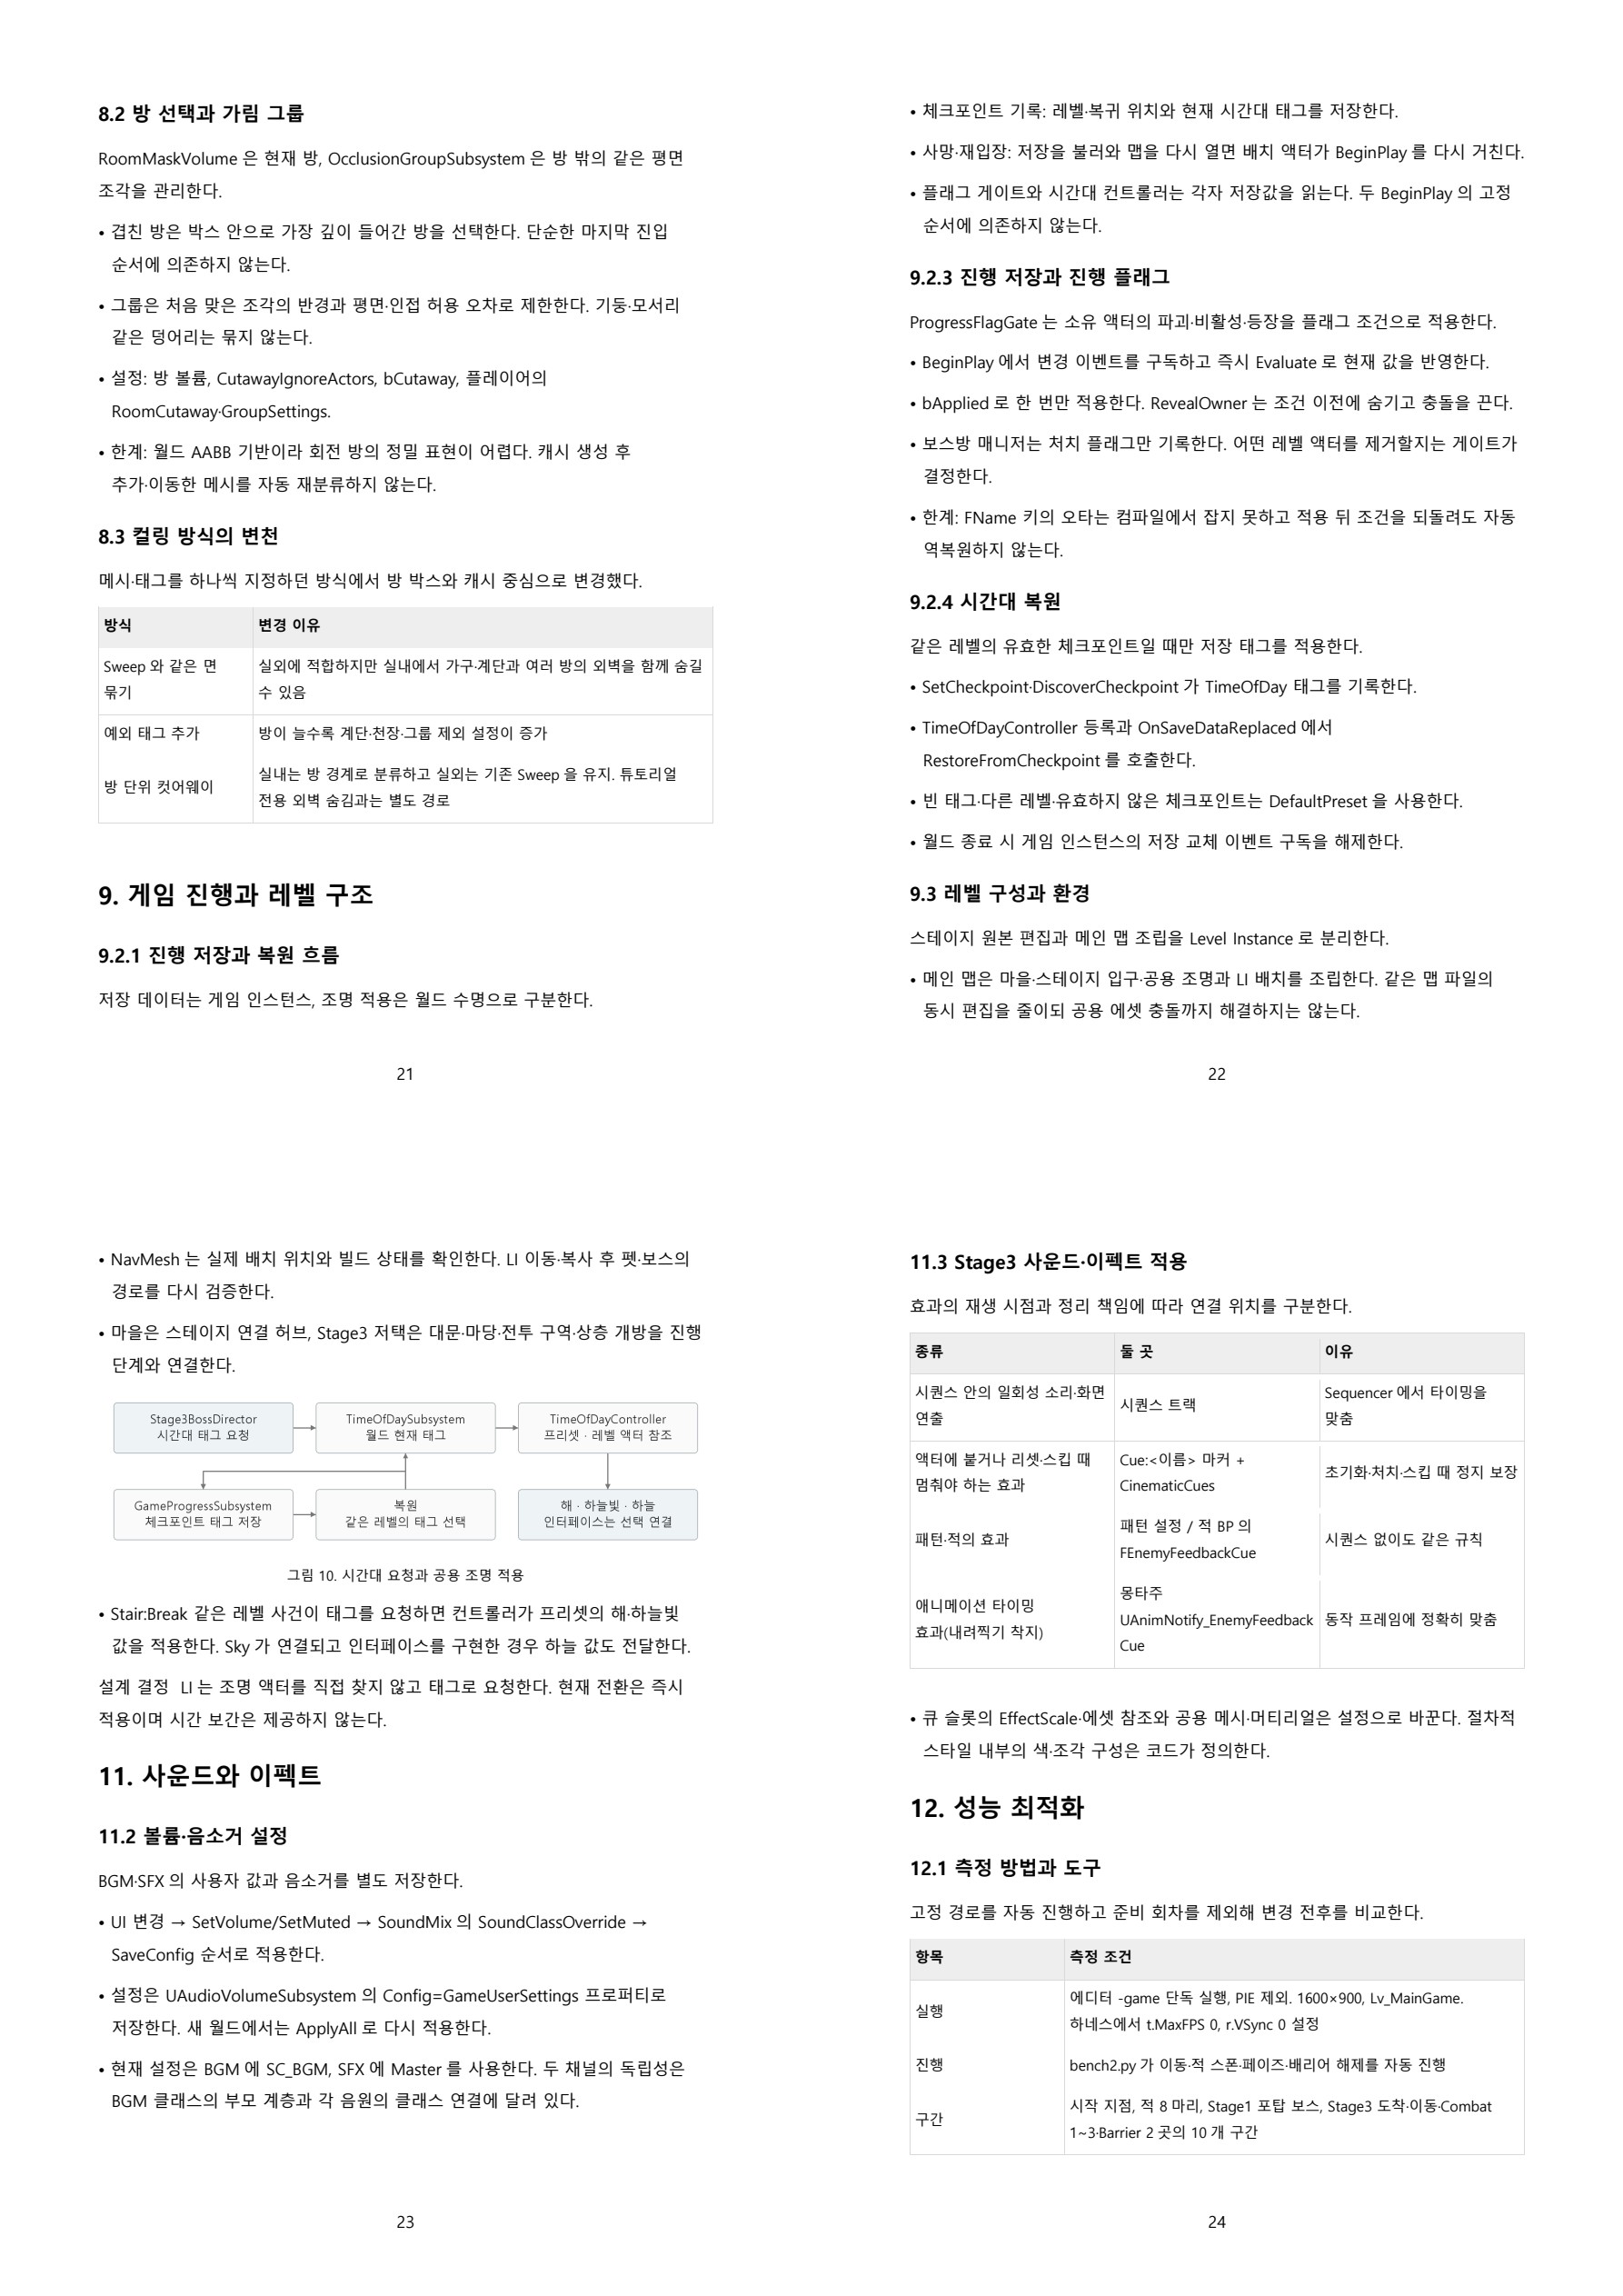 8.2 방 선택과 가림 그룹
RoomMaskVolume 은 현재 방, OcclusionGroupSubsystem 은 방 밖의 같은 평면
조각을 관리한다.
• 겹친 방은 박스 안으로 가장 깊이 들어간 방을 선택한다. 단순한 마지막 진입
순서에 의존하지 않는다.
• 그룹은 처음 맞은 조각의 반경과 평면·인접 허용 오차로 제한한다. 기둥·모서리
같은 덩어리는 묶지 않는다.
• 설정: 방 볼륨, CutawayIgnoreActors, bCutaway, 플레이어의
RoomCutaway·GroupSettings.
• 한계: 월드 AABB 기반이라 회전 방의 정밀 표현이 어렵다. 캐시 생성 후
추가·이동한 메시를 자동 재분류하지 않는다.
8.3 컬링 방식의 변천
메시·태그를 하나씩 지정하던 방식에서 방 박스와 캐시 중심으로 변경했다.
방식 변경 이유
Sweep 와 같은 면 묶기 실외에 적합하지만 실내에서 가구·계단과 여러 방의 외벽을 함께 숨길
수 있음
예외 태그 추가 방이 늘수록 계단·천장·그룹 제외 설정이 증가
방 단위 컷어웨이 실내는 방 경계로 분류하고 실외는 기존 Sweep 을 유지. 튜토리얼
전용 외벽 숨김과는 별도 경로
9. 게임 진행과 레벨 구조
9.2.1 진행 저장과 복원 흐름
저장 데이터는 게임 인스턴스, 조명 적용은 월드 수명으로 구분한다.
21
• 체크포인트 기록: 레벨·복귀 위치와 현재 시간대 태그를 저장한다.
• 사망·재입장: 저장을 불러와 맵을 다시 열면 배치 액터가 BeginPlay 를 다시 거친다.
• 플래그 게이트와 시간대 컨트롤러는 각자 저장값을 읽는다. 두 BeginPlay 의 고정
순서에 의존하지 않는다.
9.2.3 진행 저장과 진행 플래그
ProgressFlagGate 는 소유 액터의 파괴·비활성·등장을 플래그 조건으로 적용한다.
• BeginPlay 에서 변경 이벤트를 구독하고 즉시 Evaluate 로 현재 값을 반영한다.
• bApplied 로 한 번만 적용한다. RevealOwner 는 조건 이전에 숨기고 충돌을 끈다.
• 보스방 매니저는 처치 플래그만 기록한다. 어떤 레벨 액터를 제거할지는 게이트가
결정한다.
• 한계: FName 키의 오타는 컴파일에서 잡지 못하고 적용 뒤 조건을 되돌려도 자동
역복원하지 않는다.
9.2.4 시간대 복원
같은 레벨의 유효한 체크포인트일 때만 저장 태그를 적용한다.
• SetCheckpoint·DiscoverCheckpoint 가 TimeOfDay 태그를 기록한다.
• TimeOfDayController 등록과 OnSaveDataReplaced 에서
RestoreFromCheckpoint 를 호출한다.
• 빈 태그·다른 레벨·유효하지 않은 체크포인트는 DefaultPreset 을 사용한다.
• 월드 종료 시 게임 인스턴스의 저장 교체 이벤트 구독을 해제한다.
9.3 레벨 구성과 환경
스테이지 원본 편집과 메인 맵 조립을 Level Instance 로 분리한다.
• 메인 맵은 마을·스테이지 입구·공용 조명과 LI 배치를 조립한다. 같은 맵 파일의
동시 편집을 줄이되 공용 에셋 충돌까지 해결하지는 않는다.
22
• NavMesh 는 실제 배치 위치와 빌드 상태를 확인한다. LI 이동·복사 후 펫·보스의
경로를 다시 검증한다.
• 마을은 스테이지 연결 허브, Stage3 저택은 대문·마당·전투 구역·상층 개방을 진행
단계와 연결한다.
Stage3BossDirector
시간대 태그 요청
TimeOfDaySubsystem
월드 현재 태그
TimeOfDayController
프리셋 · 레벨 액터 참조
GameProgressSubsystem
체크포인트 태그 저장
복원
같은 레벨의 태그 선택
해 · 하늘빛 · 하늘
인터페이스는 선택 연결
그림 10. 시간대 요청과 공용 조명 적용
• Stair:Break 같은 레벨 사건이 태그를 요청하면 컨트롤러가 프리셋의 해·하늘빛
값을 적용한다. Sky 가 연결되고 인터페이스를 구현한 경우 하늘 값도 전달한다.
설계 결정 LI 는 조명 액터를 직접 찾지 않고 태그로 요청한다. 현재 전환은 즉시
적용이며 시간 보간은 제공하지 않는다.
11. 사운드와 이펙트
11.2 볼륨·음소거 설정
BGM·SFX 의 사용자 값과 음소거를 별도 저장한다.
• UI 변경 → SetVolume/SetMuted → SoundMix 의 SoundClassOverride →
SaveConfig 순서로 적용한다.
• 설정은 UAudioVolumeSubsystem 의 Config=GameUserSettings 프로퍼티로
저장한다. 새 월드에서는 ApplyAll 로 다시 적용한다.
• 현재 설정은 BGM 에 SC_BGM, SFX 에 Master 를 사용한다. 두 채널의 독립성은
BGM 클래스의 부모 계층과 각 음원의 클래스 연결에 달려 있다.
23
11.3 Stage3 사운드·이펙트 적용
효과의 재생 시점과 정리 책임에 따라 연결 위치를 구분한다.
종류 둘 곳 이유
시퀀스 안의 일회성 소리·화면
연출 시퀀스 트랙 Sequencer 에서 타이밍을
맞춤
액터에 붙거나 리셋·스킵 때
멈춰야 하는 효과 Cue:<이름> 마커 +
CinematicCues 초기화·처치·스킵 때 정지 보장
패턴·적의 효과 패턴 설정 / 적 BP 의
FEnemyFeedbackCue 시퀀스 없이도 같은 규칙
애니메이션 타이밍
효과(내려찍기 착지) 몽타주
UAnimNotify_EnemyFeedback
Cue 동작 프레임에 정확히 맞춤
• 큐 슬롯의 EffectScale·에셋 참조와 공용 메시·머티리얼은 설정으로 바꾼다. 절차적
스타일 내부의 색·조각 구성은 코드가 정의한다.
12. 성능 최적화
12.1 측정 방법과 도구
고정 경로를 자동 진행하고 준비 회차를 제외해 변경 전후를 비교한다.
항목 측정 조건
실행 에디터 -game 단독 실행, PIE 제외. 1600×900, Lv_MainGame.
하네스에서 t.MaxFPS 0, r.VSync 0 설정
진행 bench2.py 가 이동·적 스폰·페이즈·배리어 해제를 자동 진행
구간 시작 지점, 적 8 마리, Stage1 포탑 보스, Stage3 도착·이동·Combat
1~3·Barrier 2 곳의 10 개 구간
24